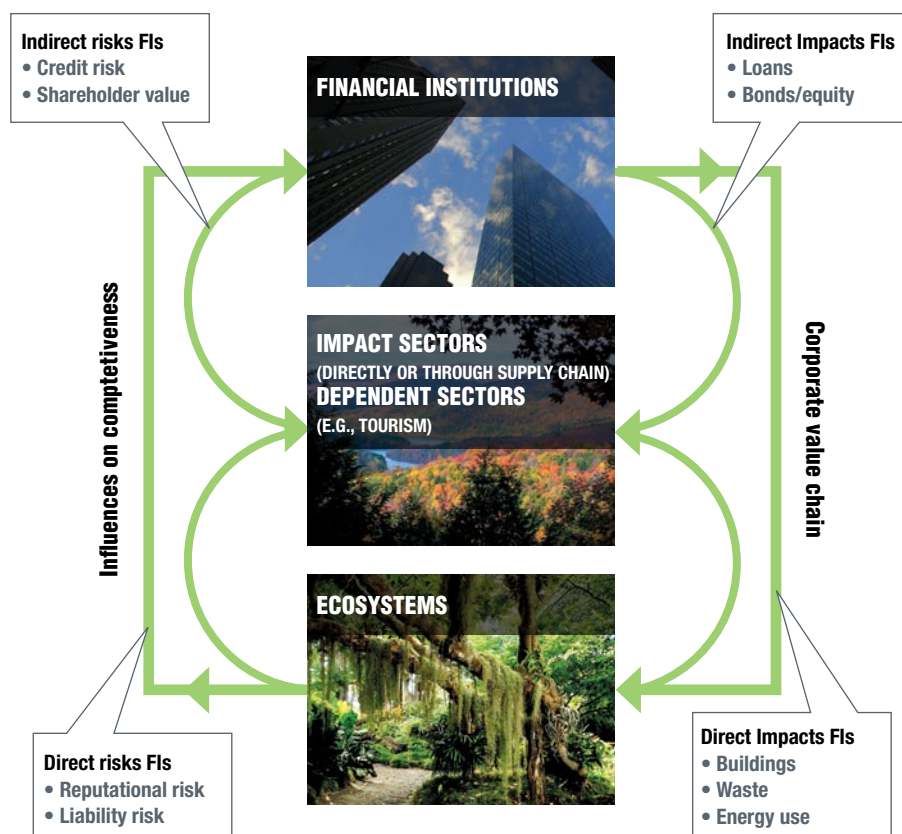 Indirect risks FIs
• Credit risk
• Shareholder value
Indirect Impacts FIs
• Loans
• Bonds/equity
FINANCIAL INSTITUTIONS
IMPACT SECTORS
(DIRECTLY OR THROUGH SUPPLY CHAIN)
DEPENDENT SECTORS
(E.G., TOURISM)
ECOSYSTEMS
Influences on comptetiveness
Corporate value chain
Direct risks FIs
• Reputational risk
• Liability risk
Direct Impacts FIs
• Buildings
• Waste
• Energy use